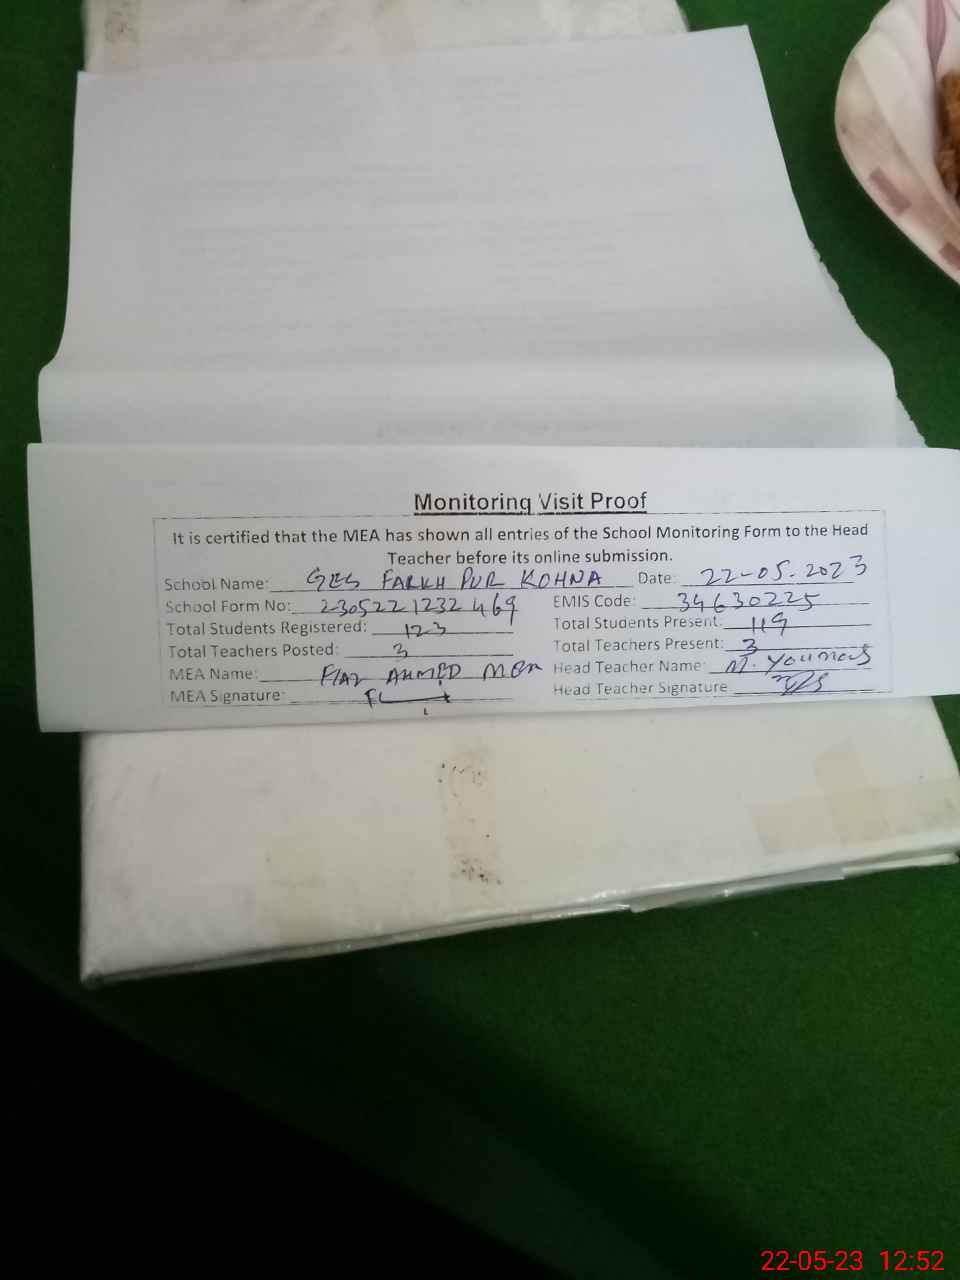 Monitoring Visit Proof
It is certified that the MEA has shown all entries of the School Monitoring Form to the Head
Teacher before its online submission.
School Name: GES FARKH PUR KOHNA Date: 22-05-2023
School Form No: 230522 1232 469 EMIS Code: 34630225
Total Students Registered: 123 Total Students Present: 119
Total Teachers Posted: 3 Total Teachers Present: 3
MEA Name: AHMED MEA Head Teacher Name: M. Younas
MEA Signature: Head Teacher Signature
22-05-23 12:52